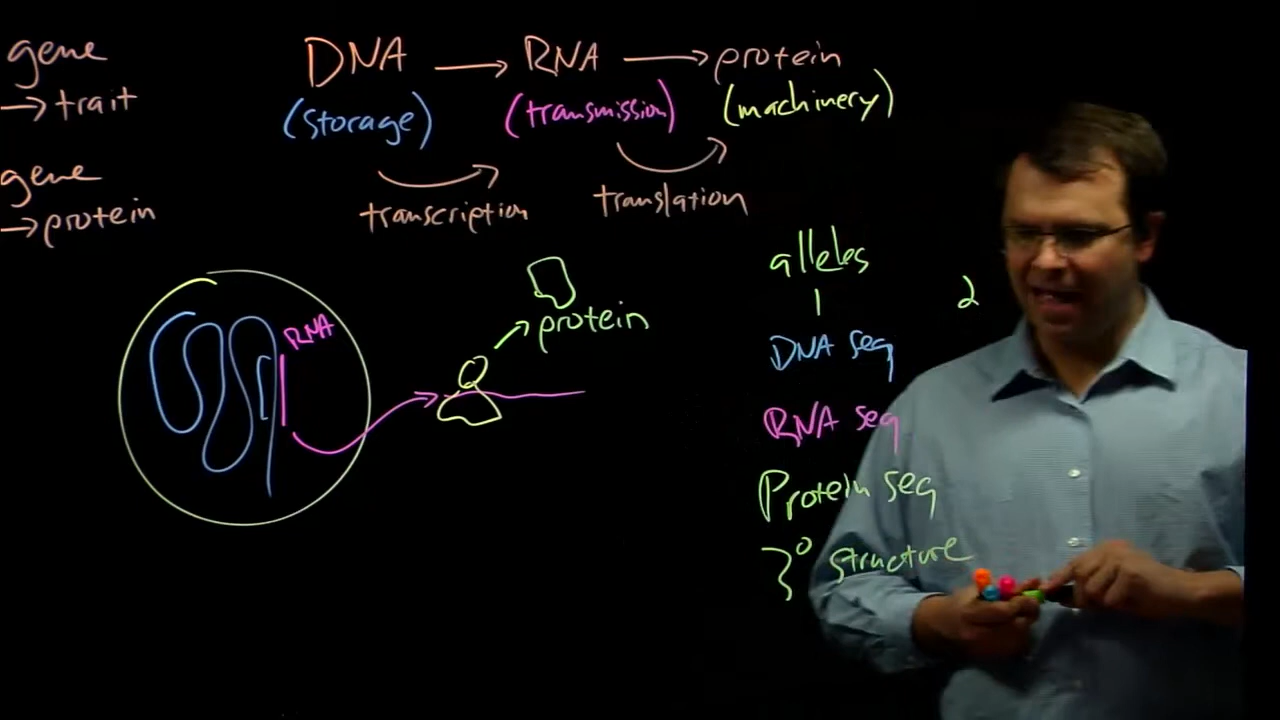 gene
→ trait
gene
→ protein
DNA → RNA → protein
(storage) (transmission) (machinery)
transcription translation
RNA
protein
alleles
DNA seq
RNA seq
Protein seq
3° structure
2